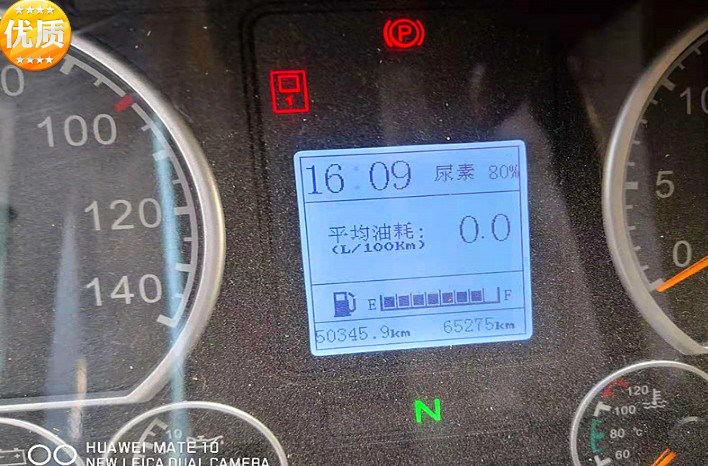 优质
P
100
120
140
16:09 尿素 80%
平均油耗: 0.0
(L/100Km)
E F
50345.9km 65275km
N
10
5
0
120
100
80 ℃
60
HUAWEI MATE 10
NEW LEICA DUAL CAMERA